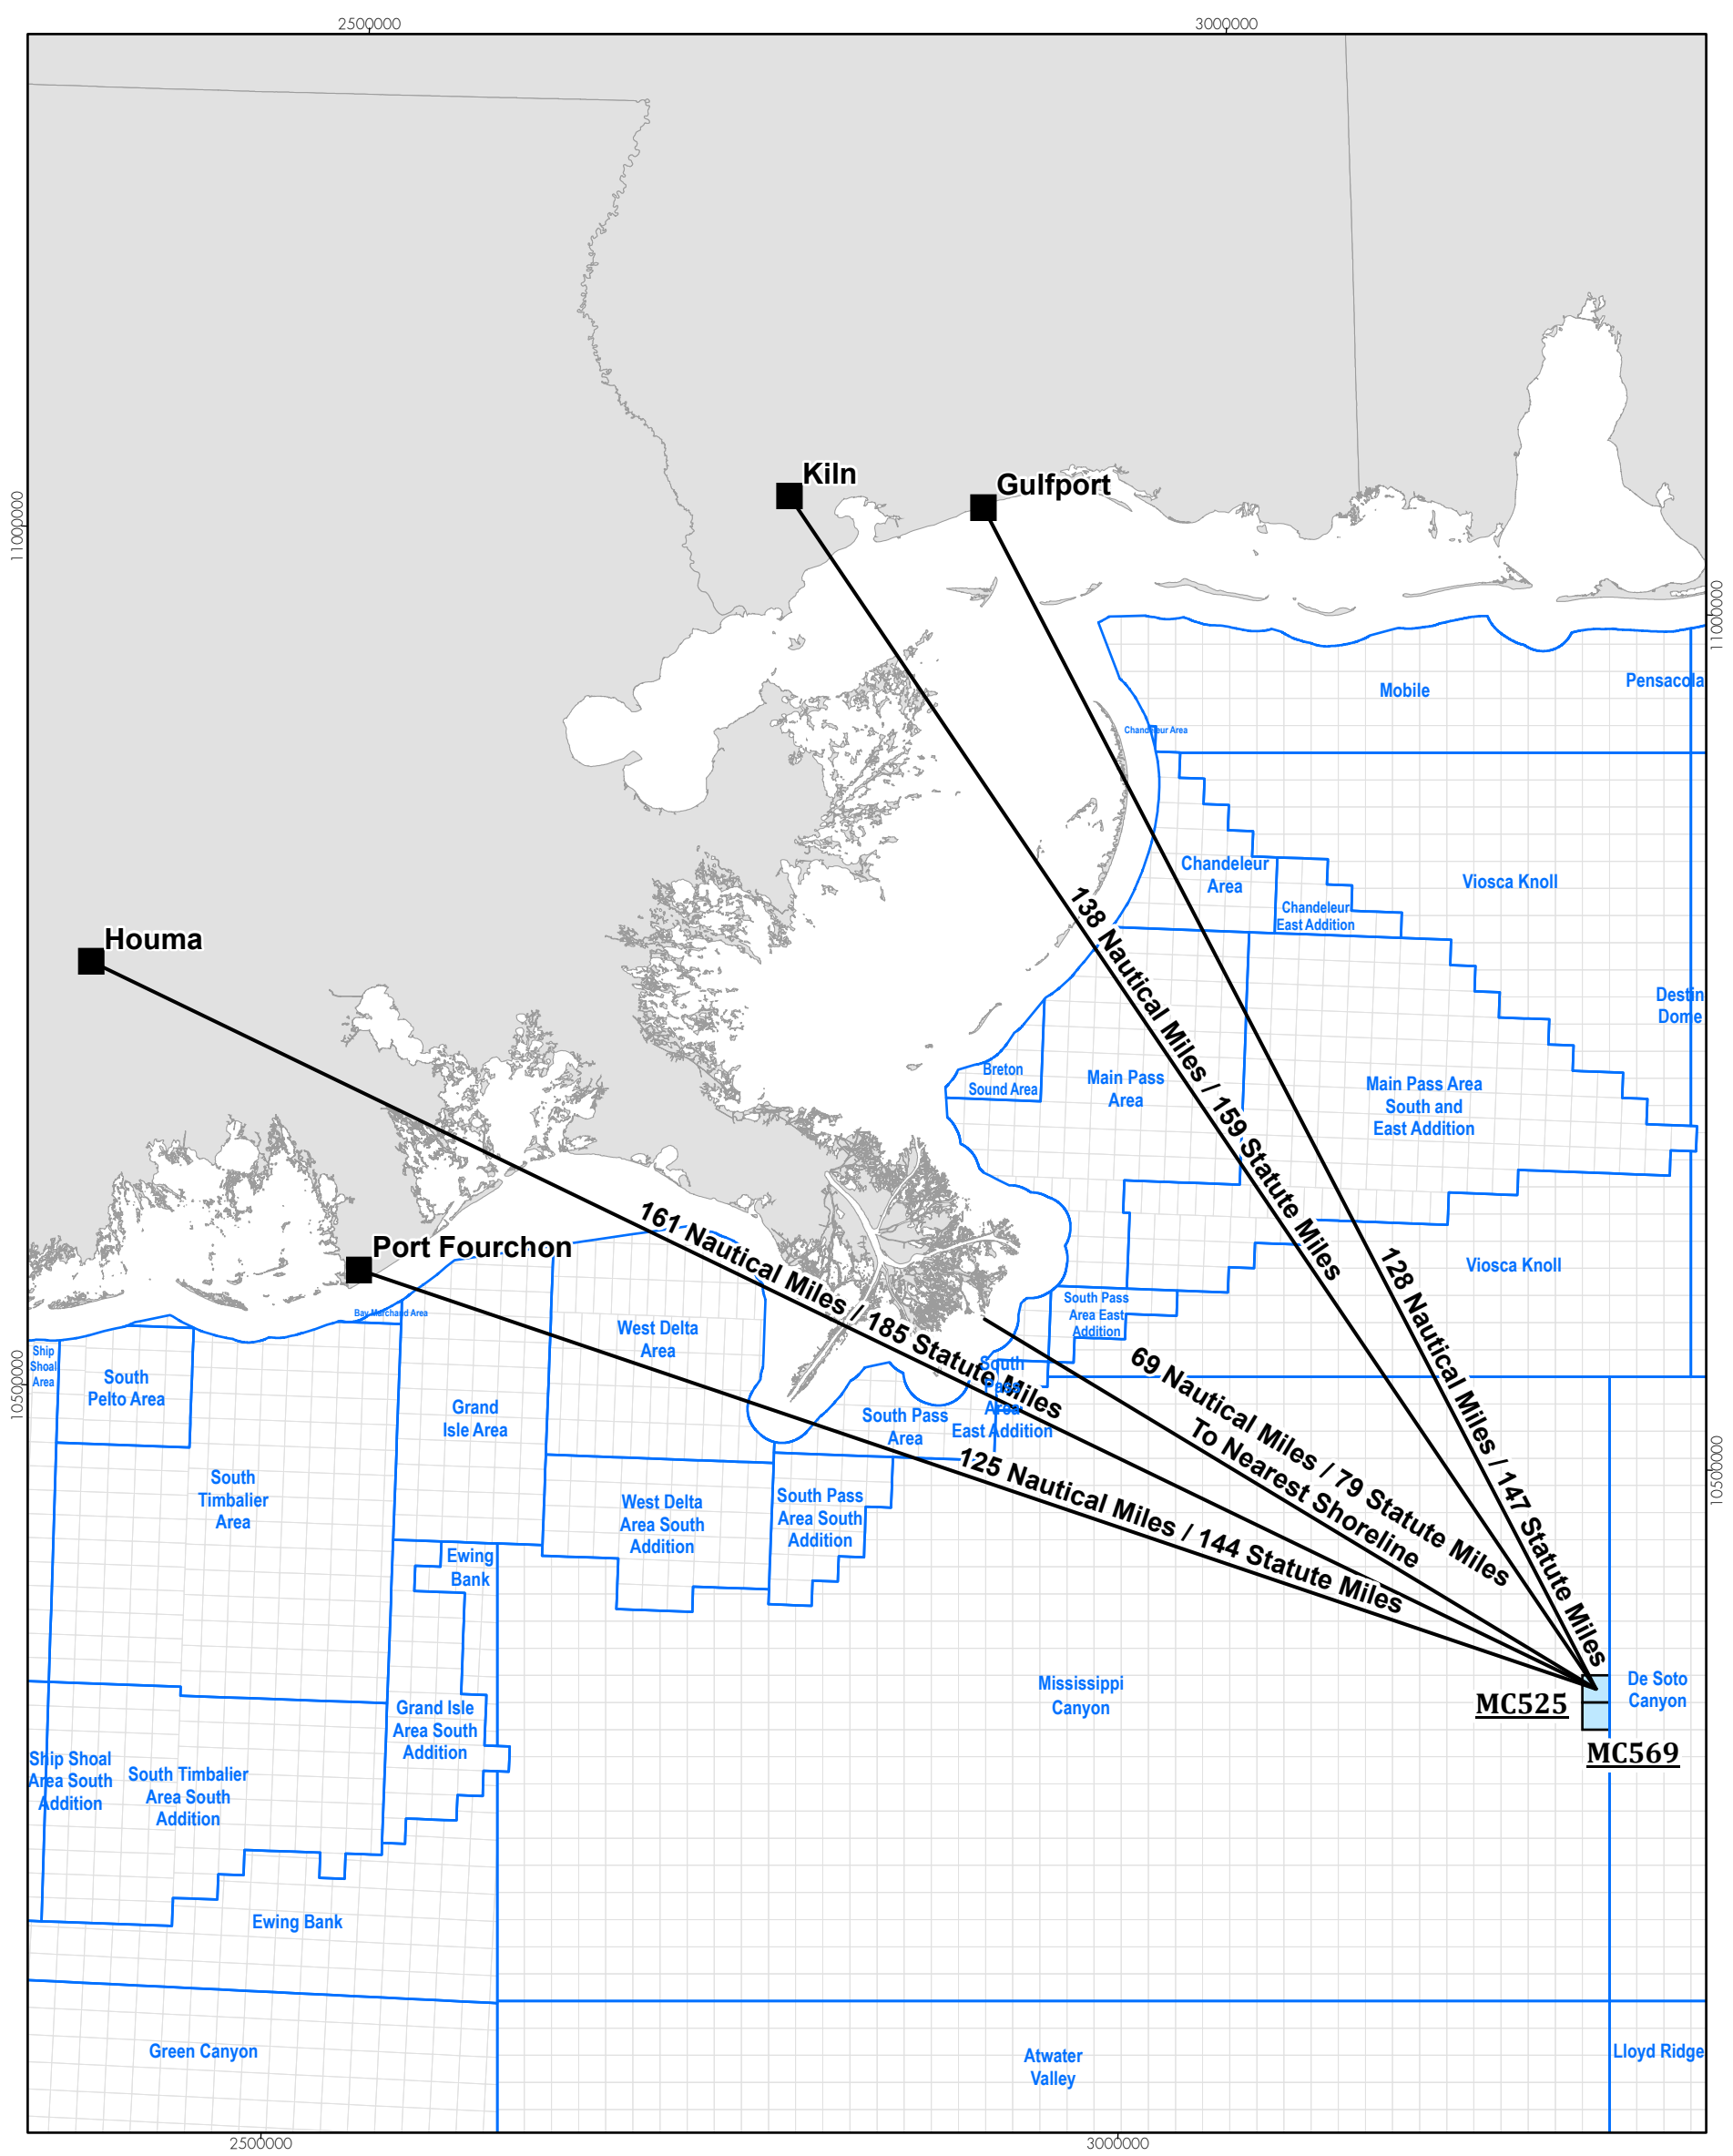 2500000
3000000
Kiln
Gulfport
11000000
11000000
Pensacola
Mobile
Chandeleur Area
Chandeleur
Area
Viosca Knoll
Chandeleur
East Addition
Houma
138 Nautical Miles / 159 Statute Miles
Destin
Dome
Breton
Sound Area
Main Pass
Area
Main Pass Area
South and
East Addition
161 Nautical Miles / 185 Statute Miles
Port Fourchon
128 Nautical Miles / 147 Statute Miles
Viosca Knoll
Bay Marchand Area
South Pass
Area East
Addition
West Delta
Area
Ship
Shoal
Area
South
Pelto Area
69 Nautical Miles / 79 Statute Miles
To Nearest Shoreline
South
Pass
Area
East Addition
10500000
Grand
Isle Area
South Pass
Area
125 Nautical Miles / 144 Statute Miles
10500000
South
Timbalier
Area
West Delta
Area South
Addition
South Pass
Area South
Addition
Ewing
Bank
Mississippi
Canyon
De Soto
Canyon
MC525
MC569
Grand Isle
Area South
Addition
Ship Shoal
Area South
Addition
South Timbalier
Area South
Addition
Ewing Bank
Green Canyon
Atwater
Valley
Lloyd Ridge
2500000
3000000